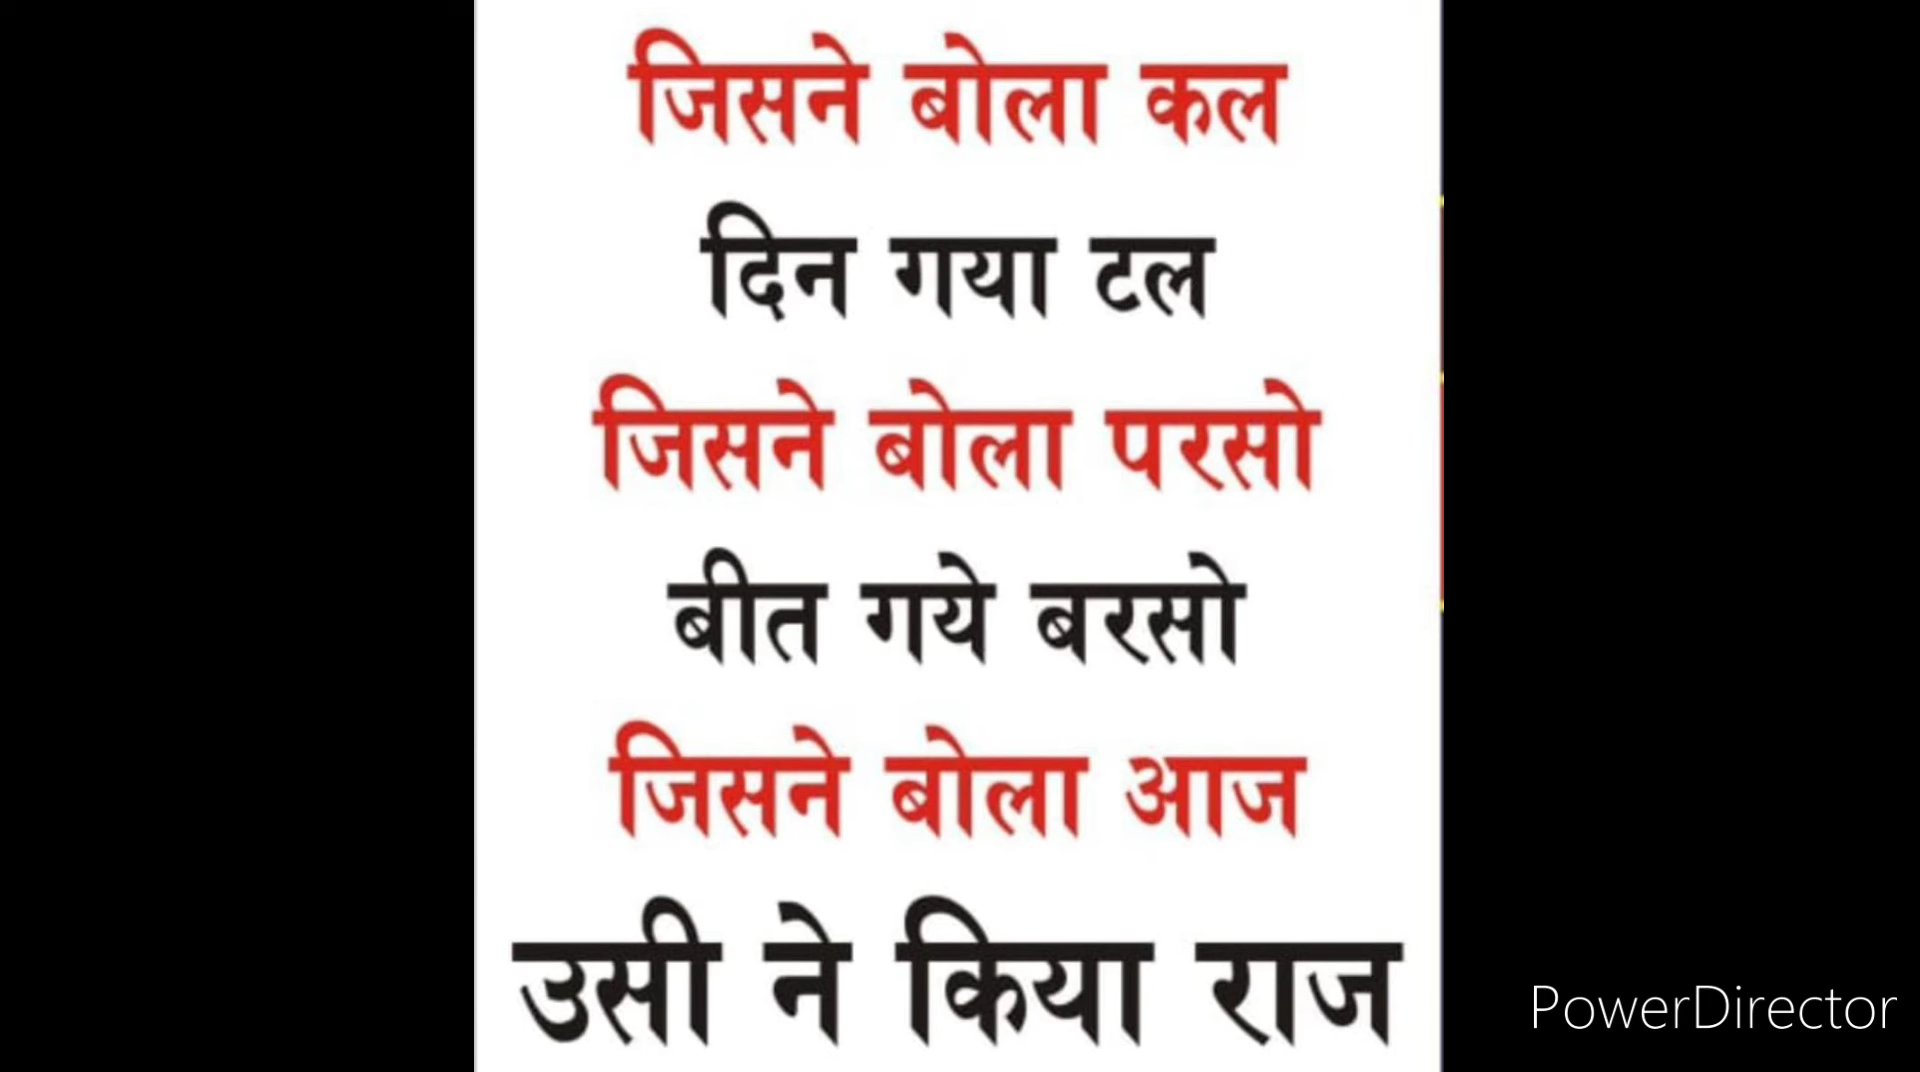 जिसने बोला कल
दिन गया टल
जिसने बोला परसो
बीत गये बरसो
जिसने बोला आज
उसी ने किया राज
PowerDirector